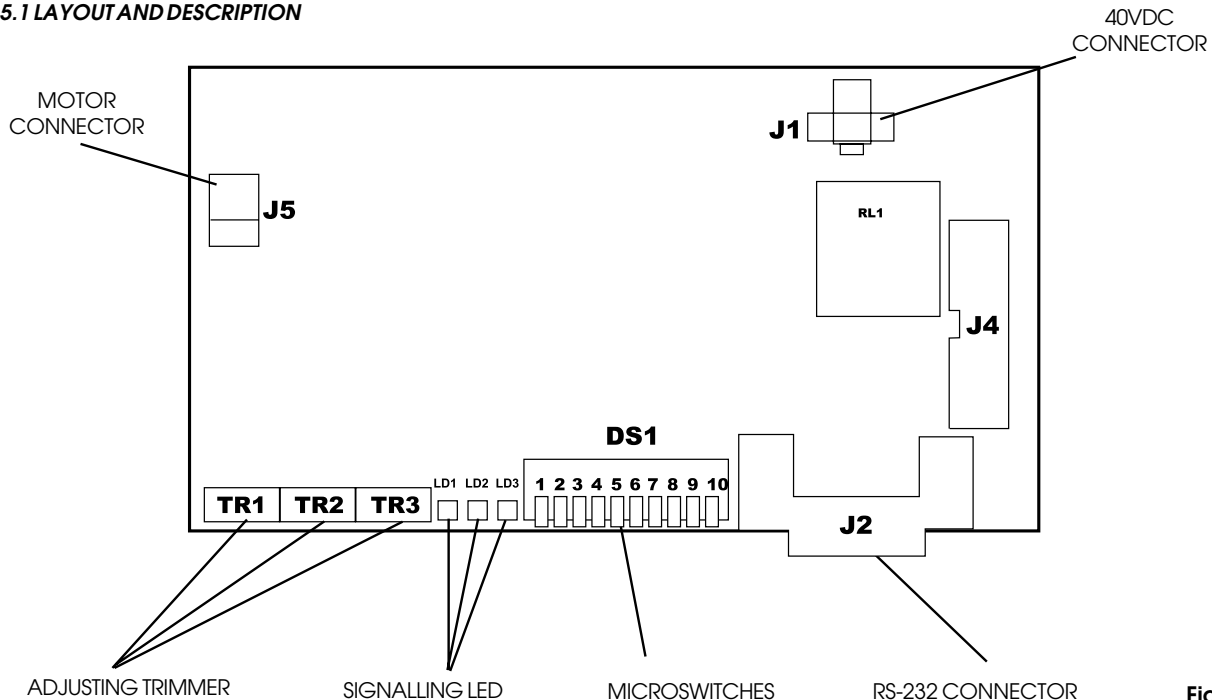 5.1 LAYOUT AND DESCRIPTION
40VDC
CONNECTOR
MOTOR
CONNECTOR
J1
J5
RL1
J4
DS1
LD1 LD2 LD3
1 2 3 4 5 6 7 8 9 10
TR1 TR2 TR3
J2
ADJUSTING TRIMMER
SIGNALLING LED
MICROSWITCHES
RS-232 CONNECTOR